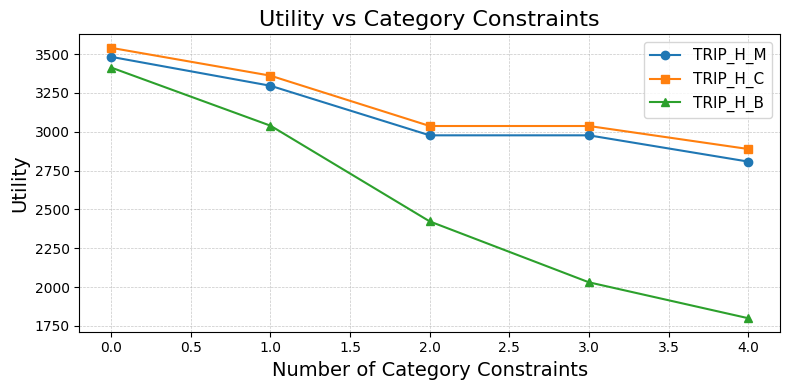 Utility vs Category Constraints
TRIP_H_M
TRIP_H_C
TRIP_H_B
Utility
3500
3250
3000
2750
2500
2250
2000
1750
0.0 0.5 1.0 1.5 2.0 2.5 3.0 3.5 4.0
Number of Category Constraints